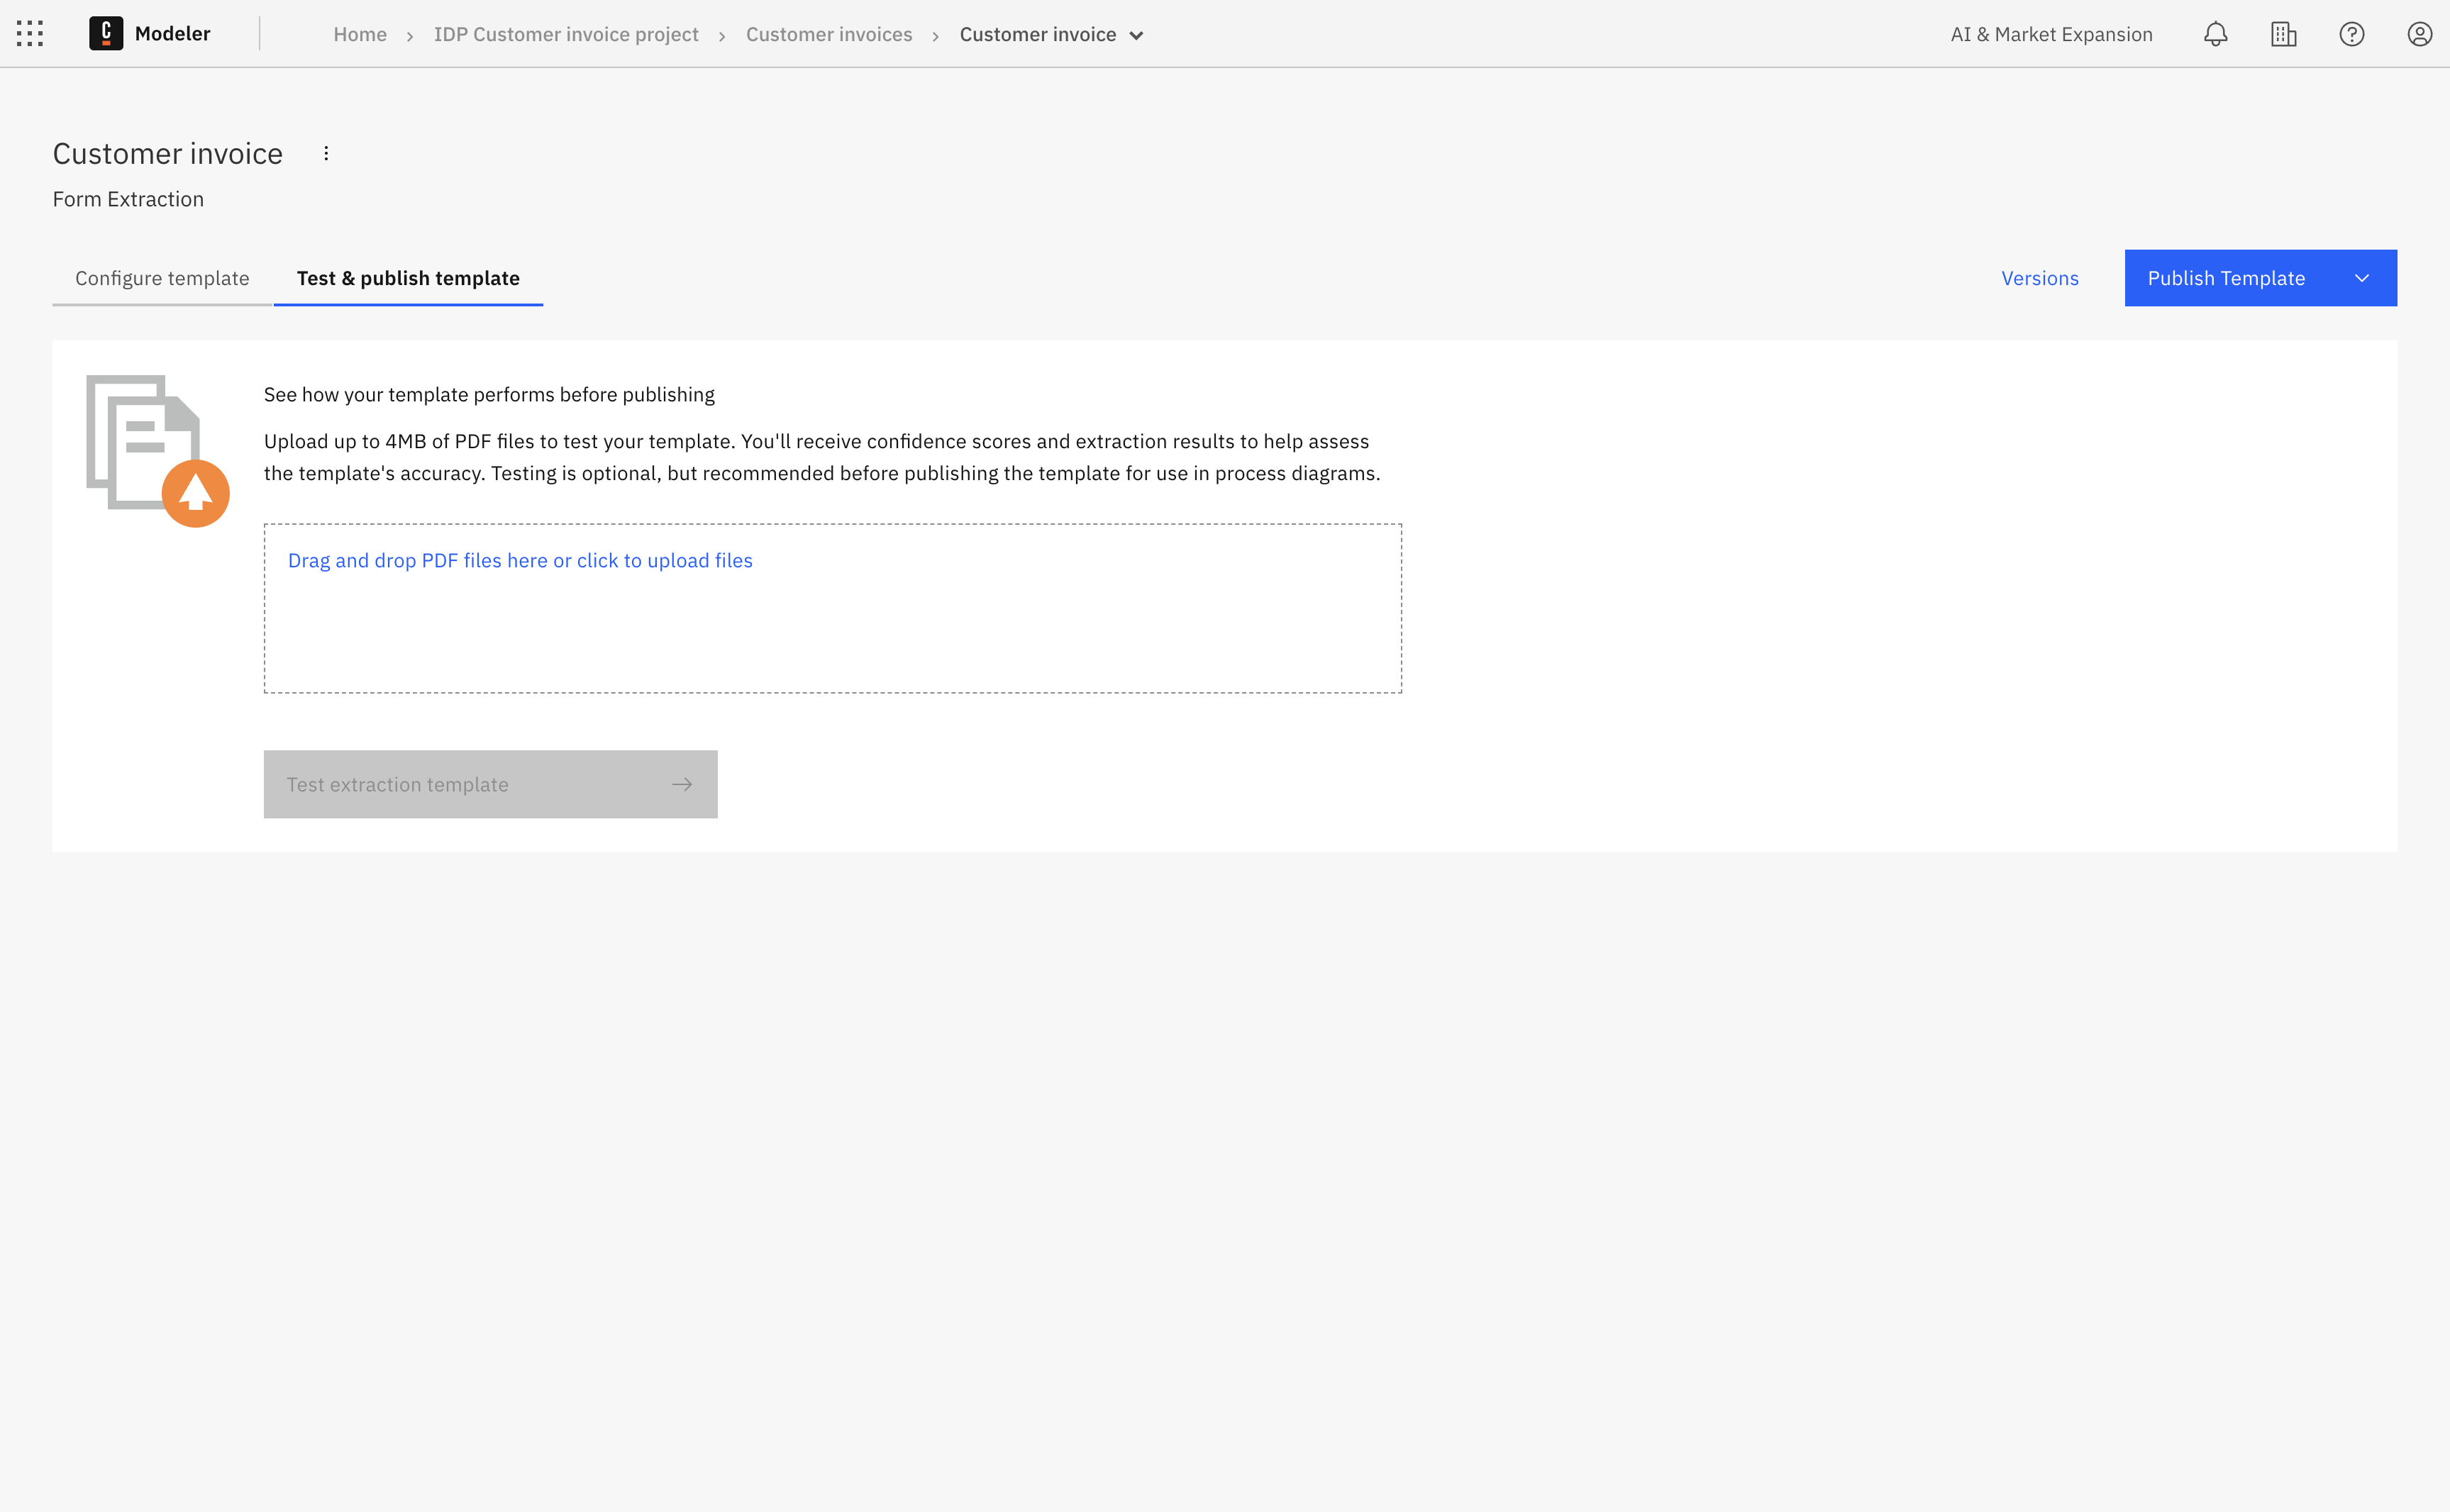 Modeler
Home › IDP Customer invoice project › Customer invoices › Customer invoice
AI & Market Expansion
Customer invoice
Form Extraction
Configure template
Test & publish template
Versions
Publish Template
See how your template performs before publishing
Upload up to 4MB of PDF files to test your template. You'll receive confidence scores and extraction results to help assess
the template's accuracy. Testing is optional, but recommended before publishing the template for use in process diagrams.
Drag and drop PDF files here or click to upload files
Test extraction template